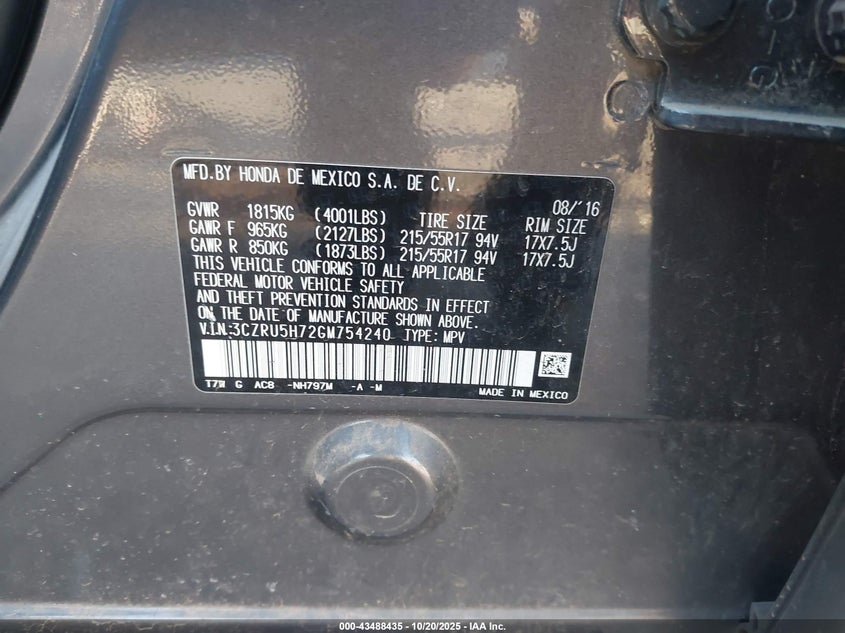 MFD.BY HONDA DE MEXICO S.A. DE C.V.
08/'16
GVWR 1815KG (4001LBS) TIRE SIZE RIM SIZE
GAWR F 965KG (2127LBS) 215/55R17 94V 17X7.5J
GAWR R 850KG (1873LBS) 215/55R17 94V 17X7.5J
THIS VEHICLE CONFORMS TO ALL APPLICABLE
FEDERAL MOTOR VEHICLE SAFETY
AND THEFT PREVENTION STANDARDS IN EFFECT
ON THE DATE OF MANUFACTURE SHOWN ABOVE.
V.I.N:3CZRU5H72GM754240 TYPE: MPV
T7W G AC8 -NH797M -A -M
MADE IN MEXICO
000-43488435 - 10/20/2025 - IAA Inc.